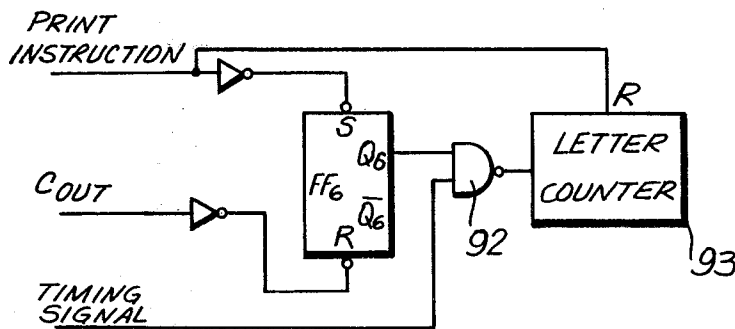 PRINT
INSTRUCTION
R
S
LETTER
Q6
COUNTER
FF6
COUT
Q̅6
R
92
93
TIMING
SIGNAL